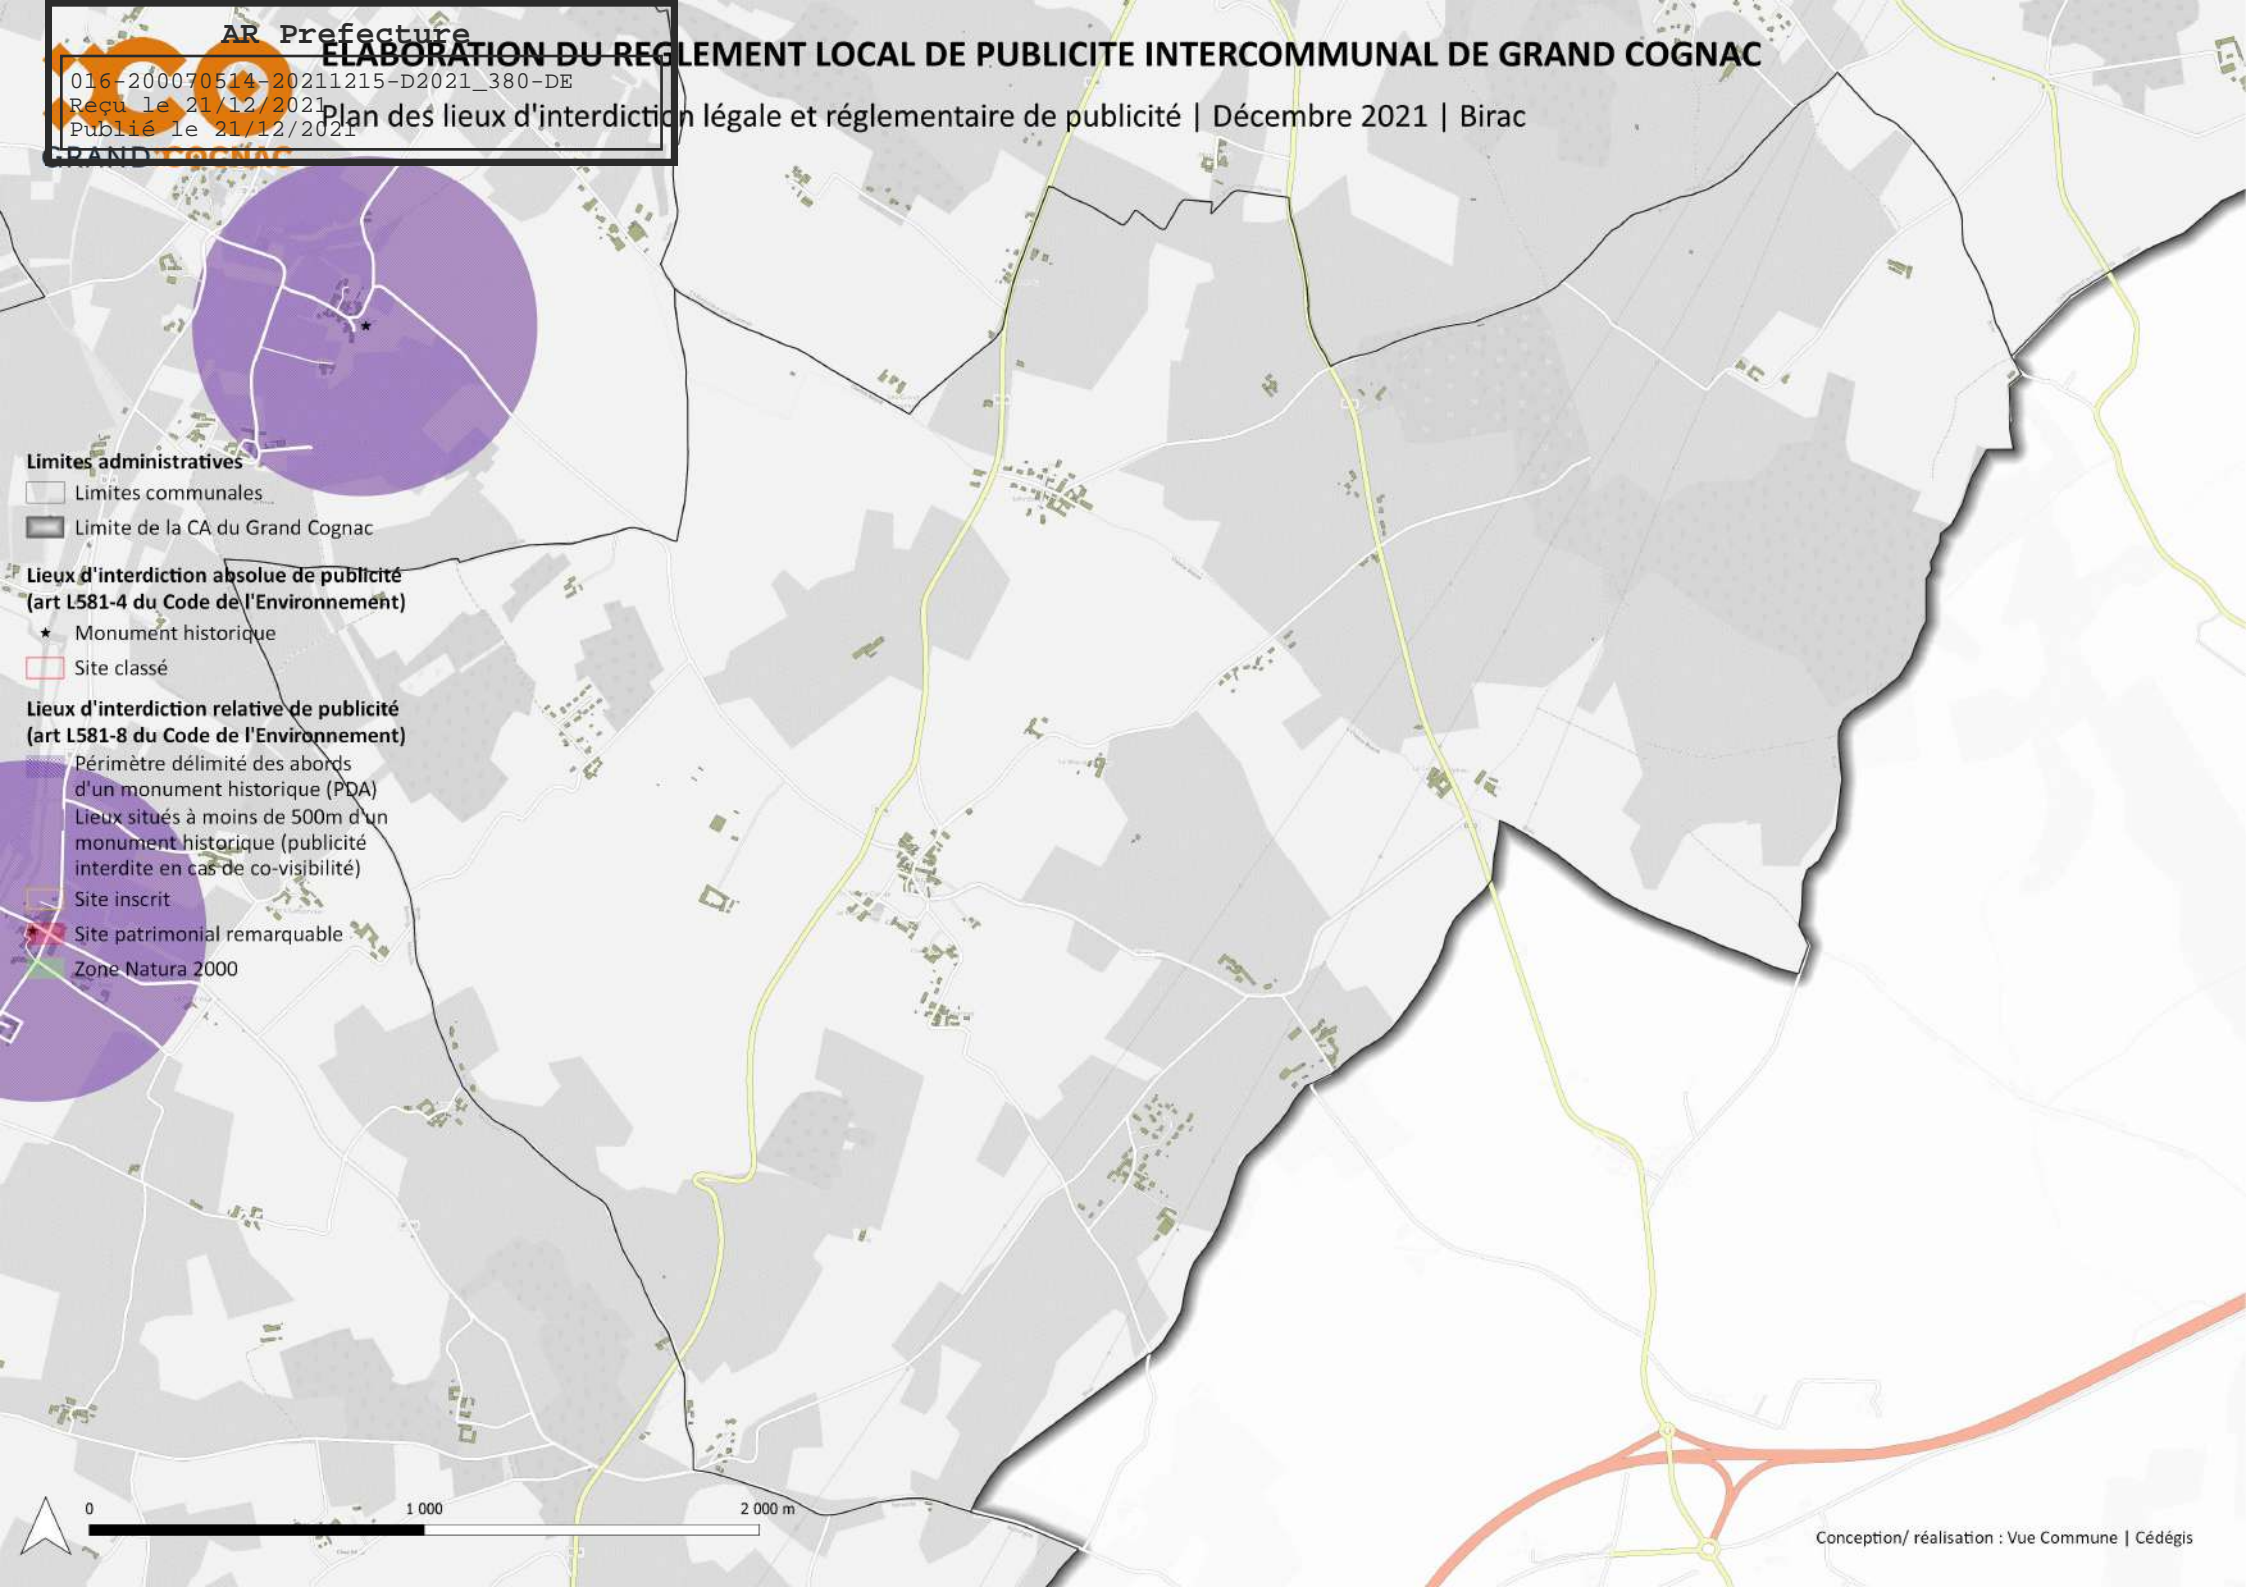 AR Prefecture
ELABORATION DU REGLEMENT LOCAL DE PUBLICITE INTERCOMMUNAL DE GRAND COGNAC
016-200070514-20211215-D2021_380-DE
Reçu le 21/12/2021
Publié le 21/12/2021
Plan des lieux d'interdiction légale et réglementaire de publicité | Décembre 2021 | Birac
GRAND COGNAC
Limites administratives
Limites communales
Limite de la CA du Grand Cognac
Lieux d'interdiction absolue de publicité
(art L581-4 du Code de l'Environnement)
Monument historique
Site classé
Lieux d'interdiction relative de publicité
(art L581-8 du Code de l'Environnement)
Périmètre délimité des abords
d'un monument historique (PDA)
Lieux situés à moins de 500m d'un
monument historique (publicité
interdite en cas de co-visibilité)
Site inscrit
Site patrimonial remarquable
Zone Natura 2000
0 1 000 2 000 m
Conception/ réalisation : Vue Commune | Cédégis